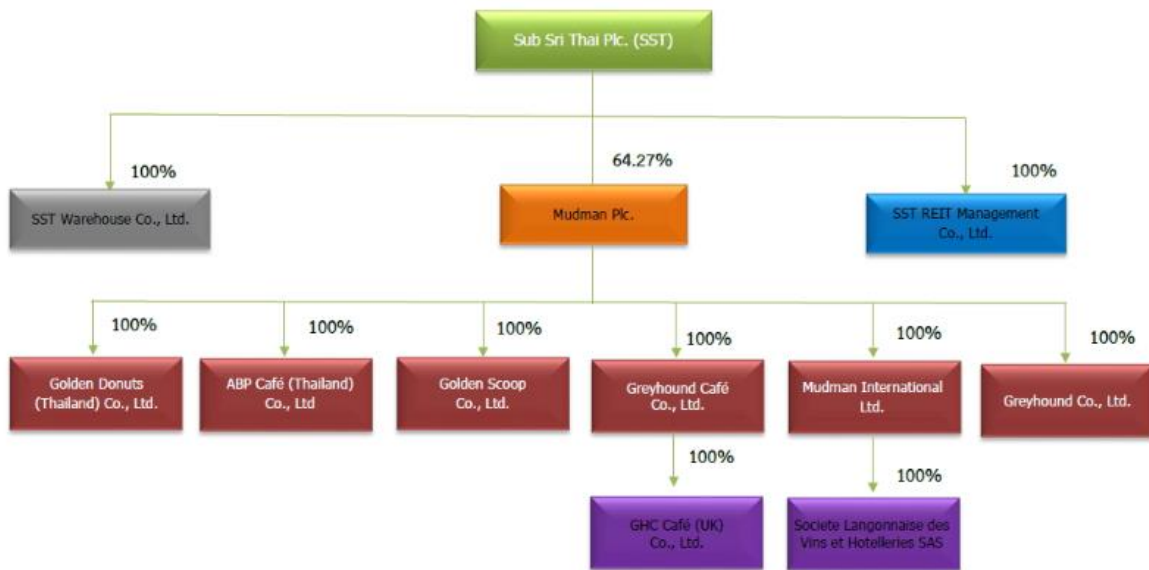 Sub Sri Thai Plc. (SST)
100%
64.27%
100%
SST Warehouse Co., Ltd.
Mudman Plc.
SST REIT Management
Co., Ltd.
100%
100%
100%
100%
100%
100%
Golden Donuts
(Thailand) Co., Ltd.
ABP Café (Thailand)
Co., Ltd
Golden Scoop
Co., Ltd.
Greyhound Café
Co., Ltd.
Mudman International
Ltd.
Greyhound Co., Ltd.
100%
100%
GHC Café (UK)
Co., Ltd.
Societe Langonnaise des
Vins et Hotelleries SAS